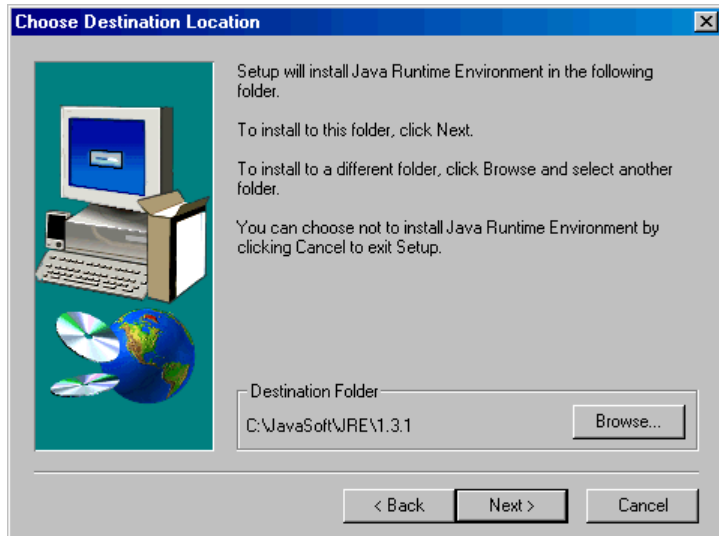 Choose Destination Location
Setup will install Java Runtime Environment in the following
folder.
To install to this folder, click Next.
To install to a different folder, click Browse and select another
folder.
You can choose not to install Java Runtime Environment by
clicking Cancel to exit Setup.
Destination Folder
C:\JavaSoft\JRE\1.3.1
Browse...
< Back
Next >
Cancel